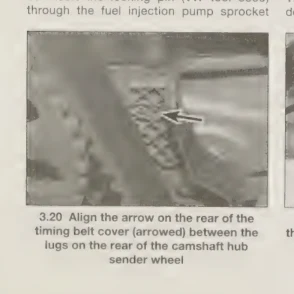 through the fuel injection pump sprocket
3.20 Align the arrow on the rear of the
timing belt cover (arrowed) between the
lugs on the rear of the camshaft hub
sender wheel